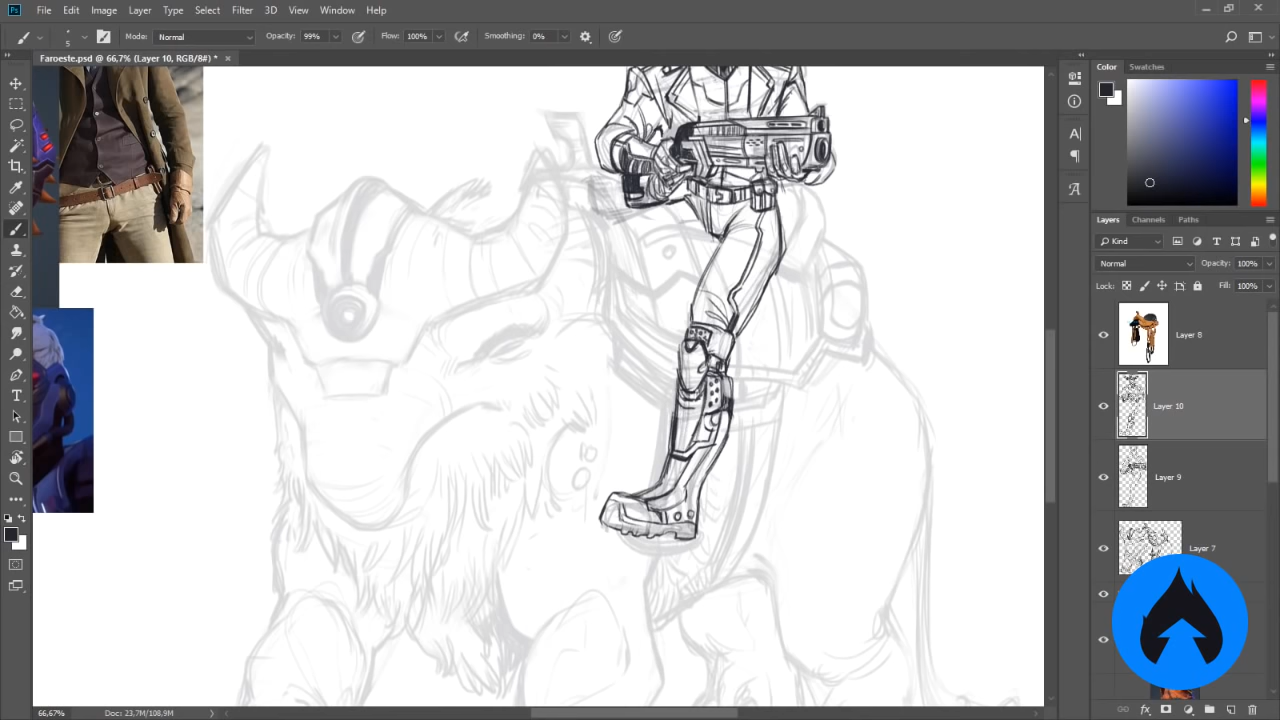 Ps File Edit Image Layer Type Select Filter 3D View Window Help
5 Mode: Normal Opacity: 99% Flow: 100% Smoothing: 0%
Faroeste.psd @ 66,7% (Layer 10, RGB/8#) *
Color Swatches
Layers Channels Paths
Kind
Normal Opacity: 100%
Lock: Fill: 100%
Layer 8
Layer 10
Layer 9
Layer 7
66,67% Doc: 23,7M/108,9M